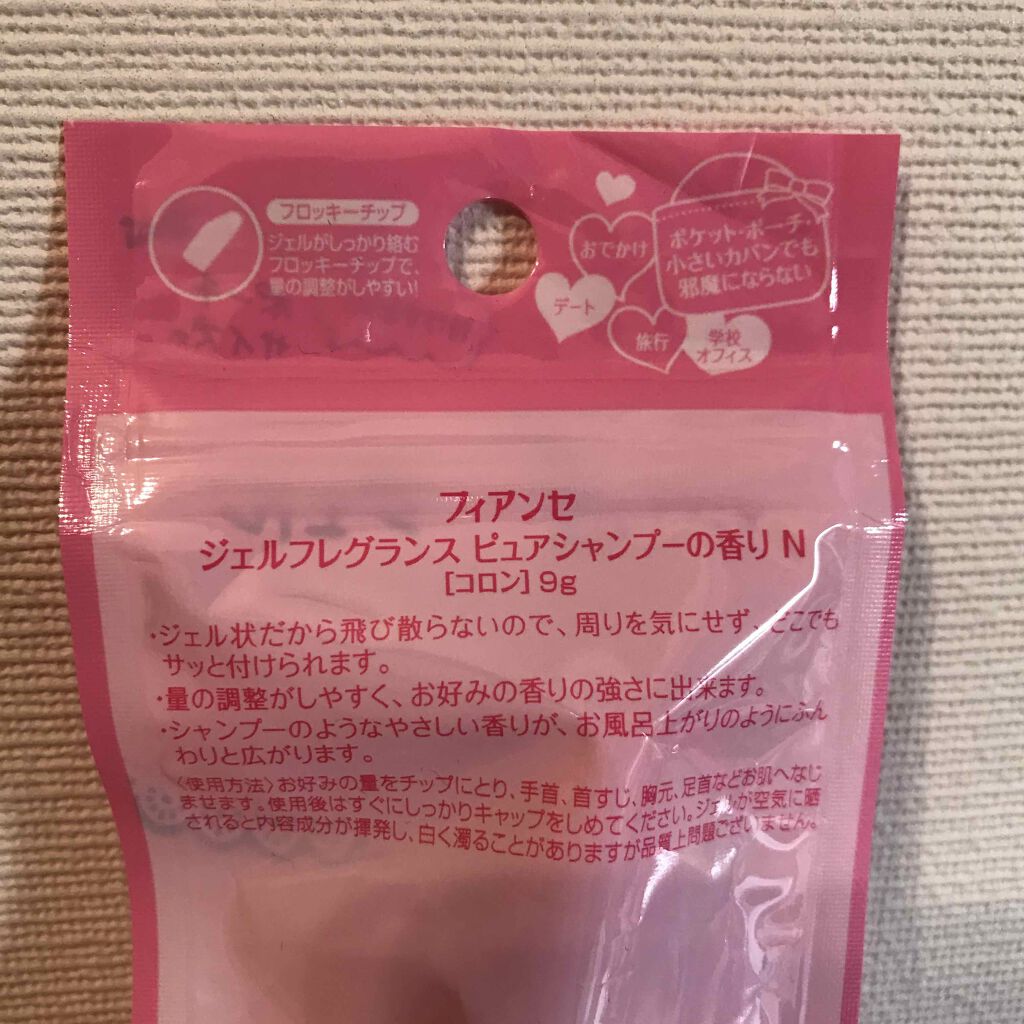 フロッキーチップ
ジェルがしっかり絡む
フロッキーチップで、
量の調整がしやすい!
おでかけ
ポケット・ポーチ・
小さいカバンでも
邪魔にならない
デート
旅行
学校
オフィス
フィアンセ
ジェルフレグランス ピュアシャンプーの香り N
[コロン] 9g
・ジェル状だから飛び散らないので、周りを気にせず、どこでも
サッと付けられます。
・量の調整がしやすく、お好みの香りの強さに出来ます。
・シャンプーのようなやさしい香りが、お風呂上がりのようにふん
わりと広がります。
〈使用方法〉お好みの量をチップにとり、手首、首すじ、胸元、足首などお肌へなじ
ませます。使用後はすぐにしっかりキャップをしめてください。ジェルが空気に晒
されると内容成分が揮発し、白く濁ることがありますが品質上問題ございません。